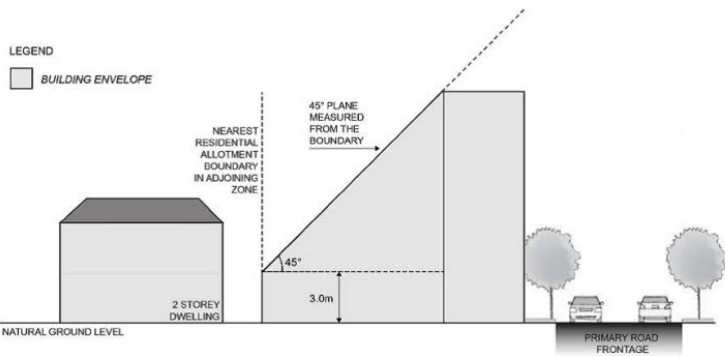 LEGEND
BUILDING ENVELOPE
45° PLANE
MEASURED
FROM THE
BOUNDARY
NEAREST
RESIDENTIAL
ALLOTMENT
BOUNDARY
IN ADJOINING
ZONE
45°
3.0m
2 STOREY
DWELLING
NATURAL GROUND LEVEL
PRIMARY ROAD
FRONTAGE